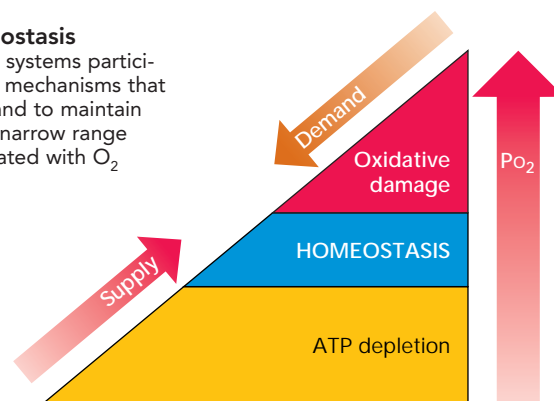 ostasis
systems partici-
mechanisms that
and to maintain
narrow range
ated with O₂
Demand
Oxidative
damage
PO₂
HOMEOSTASIS
Supply
ATP depletion